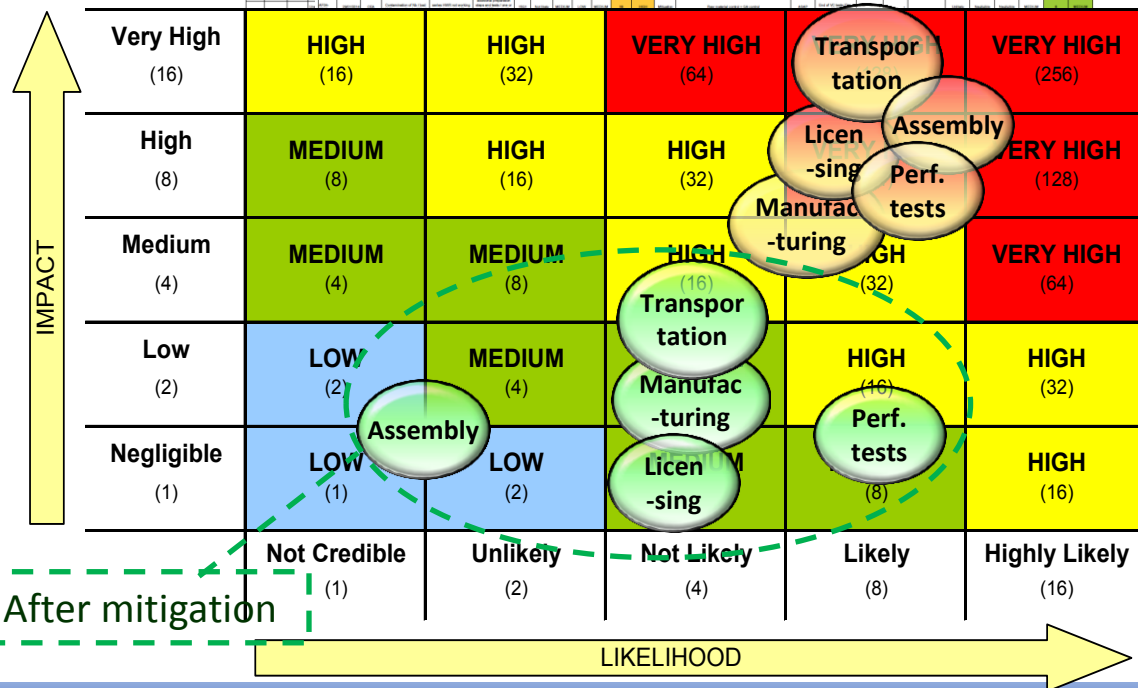 Very High
(16)
HIGH
(16)
HIGH
(32)
VERY HIGH
(64)
Transpor
tation
VERY HIGH
(256)
High
(8)
MEDIUM
(8)
HIGH
(16)
HIGH
(32)
Licen
-sing
Assembly
Perf.
tests
VERY HIGH
(128)
Manufac
-turing
IMPACT
Medium
(4)
MEDIUM
(4)
MEDIUM
(8)
HIGH
(16)
(32)
VERY HIGH
(64)
Transpor
tation
Low
(2)
LOW
(2)
MEDIUM
(4)
Manufac
-turing
HIGH
(16)
HIGH
(32)
Assembly
Perf.
tests
Negligible
(1)
LOW
(1)
LOW
(2)
Licen
-sing
(8)
HIGH
(16)
Not Credible
(1)
Unlikely
(2)
Not Likely
(4)
Likely
(8)
Highly Likely
(16)
After mitigation
LIKELIHOOD